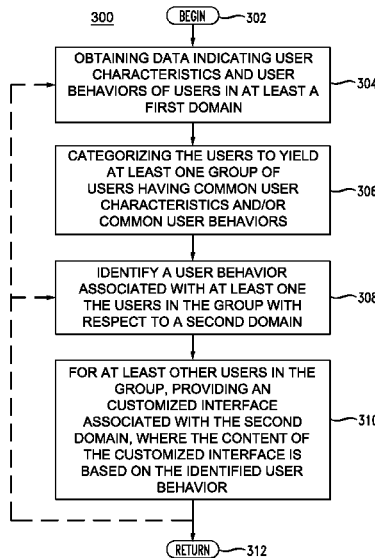 300
BEGIN
302
OBTAINING DATA INDICATING USER
CHARACTERISTICS AND USER
BEHAVIORS OF USERS IN AT LEAST A
FIRST DOMAIN
304
CATEGORIZING THE USERS TO YIELD
AT LEAST ONE GROUP OF
USERS HAVING COMMON USER
CHARACTERISTICS AND/OR
COMMON USER BEHAVIORS
306
IDENTIFY A USER BEHAVIOR
ASSOCIATED WITH AT LEAST ONE
THE USERS IN THE GROUP WITH
RESPECT TO A SECOND DOMAIN
308
FOR AT LEAST OTHER USERS IN THE
GROUP, PROVIDING AN
CUSTOMIZED INTERFACE
ASSOCIATED WITH THE SECOND
DOMAIN, WHERE THE CONTENT OF
THE CUSTOMIZED INTERFACE IS
BASED ON THE IDENTIFIED USER
BEHAVIOR
310
RETURN
312